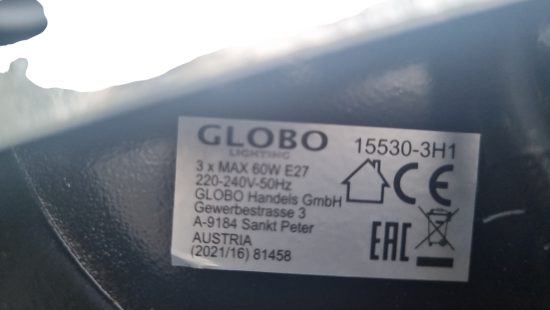 GLOBO 15530-3H1
LIGHTING
3 x MAX 60W E27
220-240V-50Hz
GLOBO Handels GmbH
Gewerbestrasse 3
A-9184 Sankt Peter
AUSTRIA
(2021/16) 81458
CE
EAC